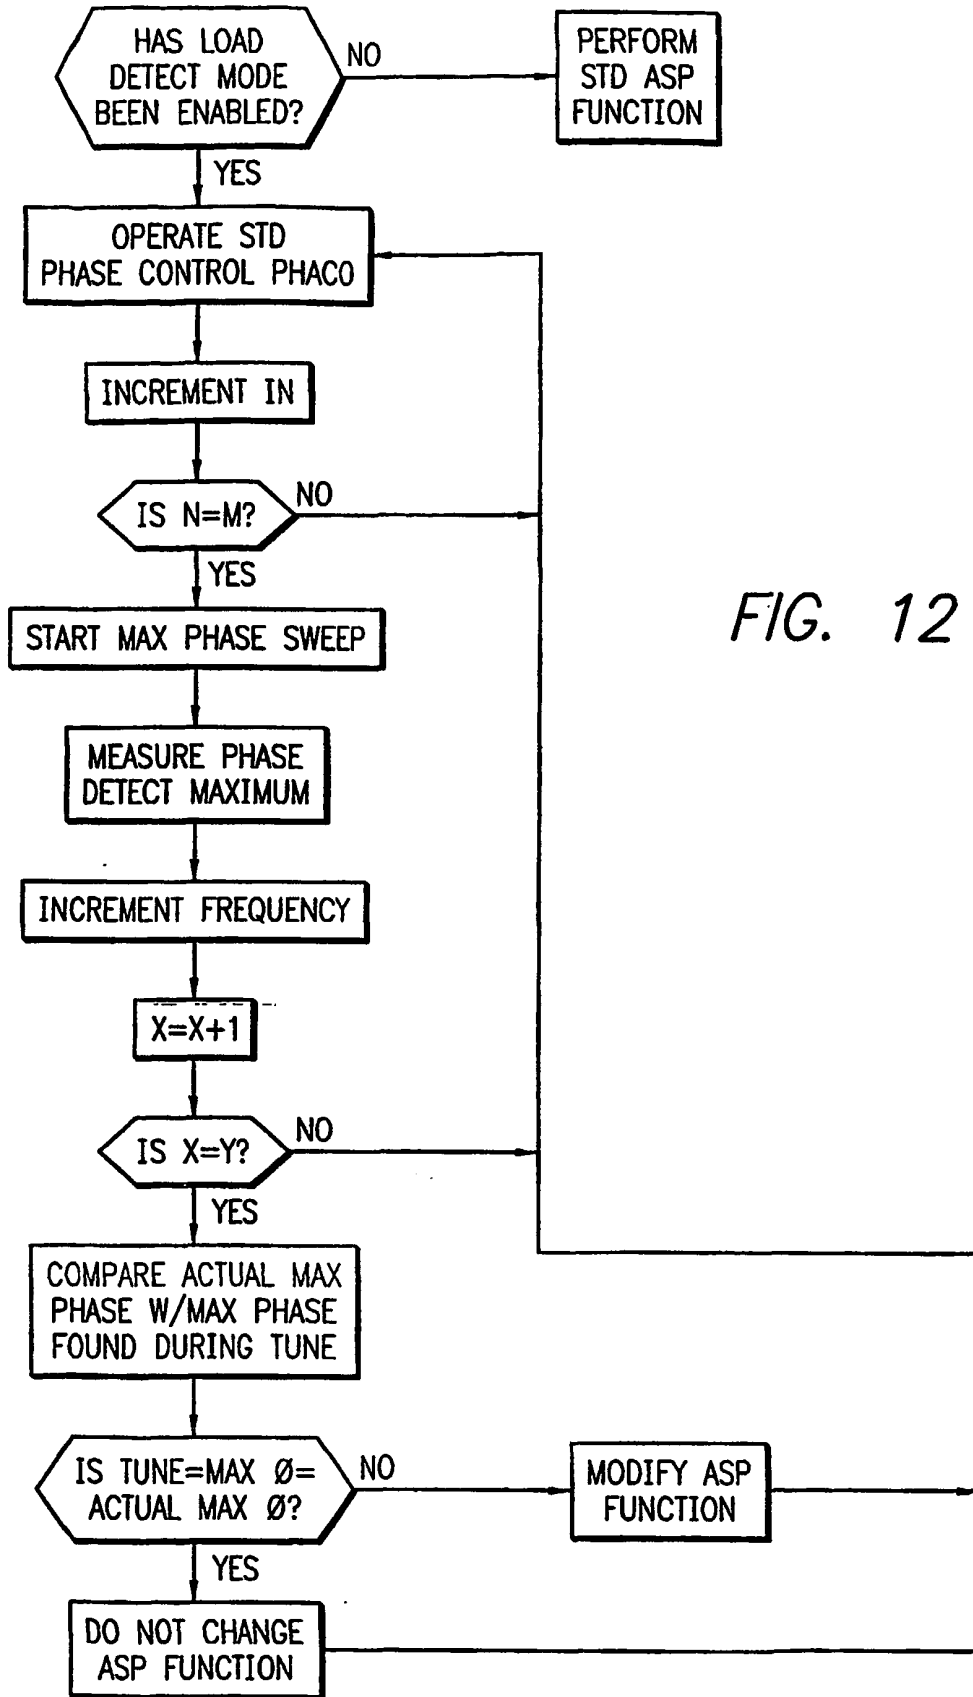 HAS LOAD
DETECT MODE
BEEN ENABLED?
NO
PERFORM
STD ASP
FUNCTION
YES
OPERATE STD
PHASE CONTROL PHACO
INCREMENT IN
IS N=M?
NO
YES
START MAX PHASE SWEEP
FIG. 12
MEASURE PHASE
DETECT MAXIMUM
INCREMENT FREQUENCY
X=X+1
IS X=Y?
NO
YES
COMPARE ACTUAL MAX
PHASE W/MAX PHASE
FOUND DURING TUNE
IS TUNE=MAX Ø=
ACTUAL MAX Ø?
NO
MODIFY ASP
FUNCTION
YES
DO NOT CHANGE
ASP FUNCTION